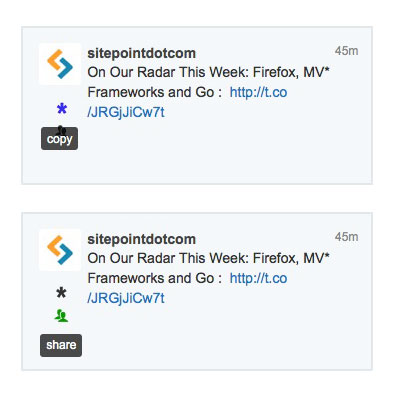 sitepointdotcom 45m
On Our Radar This Week: Firefox, MV*
Frameworks and Go : http://t.co
/JRGjJiCw7t
*
copy
sitepointdotcom 45m
On Our Radar This Week: Firefox, MV*
Frameworks and Go : http://t.co
/JRGjJiCw7t
*
share